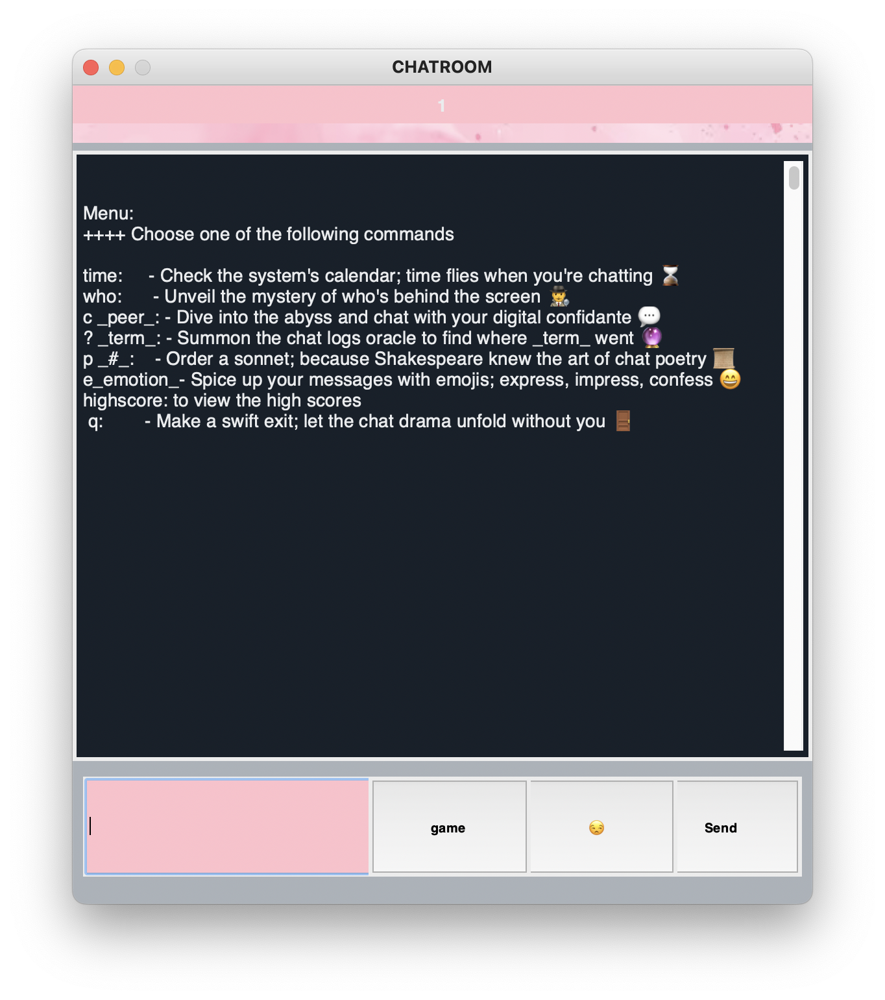 CHATROOM
1
Menu:
++++ Choose one of the following commands
time:     - Check the system's calendar; time flies when you're chatting ⏳
who:      - Unveil the mystery of who's behind the screen 🕵️
c _peer_: - Dive into the abyss and chat with your digital confidante 💬
? _term_: - Summon the chat logs oracle to find where _term_ went 🔮
p _#_:    - Order a sonnet; because Shakespeare knew the art of chat poetry 📜
e_emotion_- Spice up your messages with emojis; express, impress, confess 😄
highscore: to view the high scores
q:        - Make a swift exit; let the chat drama unfold without you 🚪
game 😒 Send